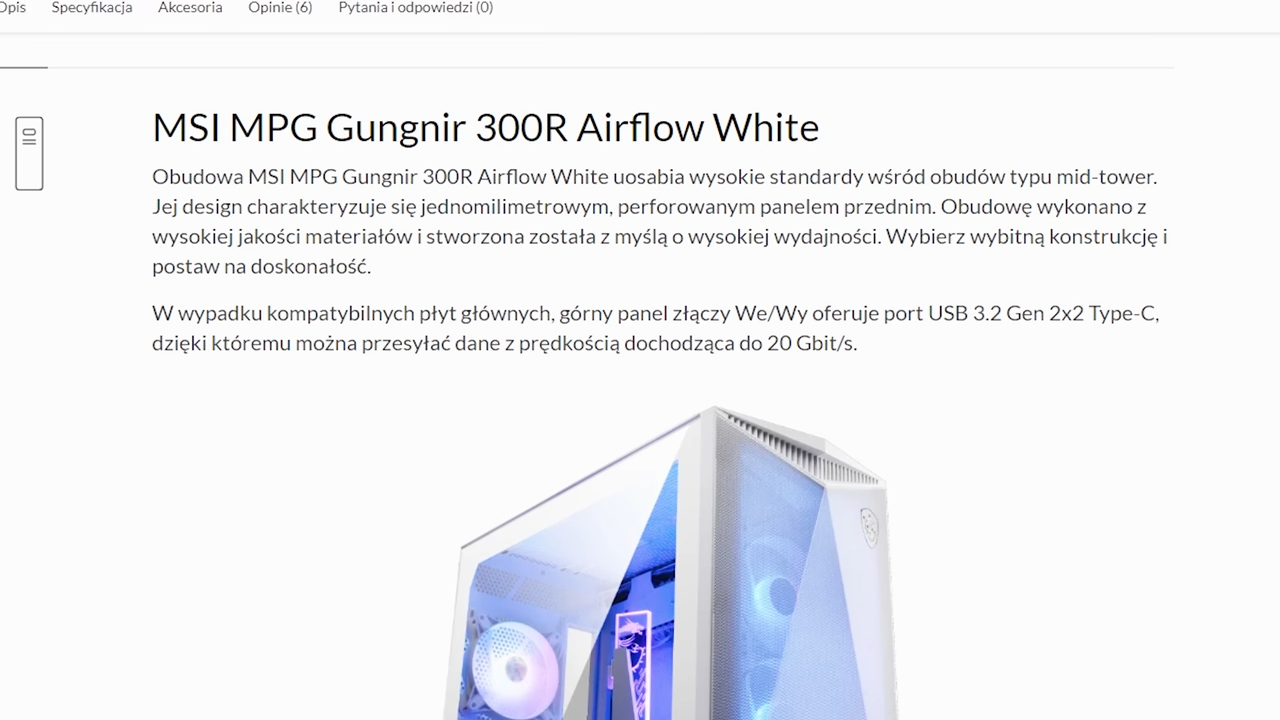 Opis Specyfikacja Akcesoria Opinie (6) Pytania i odpowiedzi (0)
MSI MPG Gungnir 300R Airflow White
Obudowa MSI MPG Gungnir 300R Airflow White uosabia wysokie standardy wśród obudów typu mid-tower.
Jej design charakteryzuje się jednomilimetrowym, perforowanym panelem przednim. Obudowę wykonano z
wysokiej jakości materiałów i stworzona została z myślą o wysokiej wydajności. Wybierz wybitną konstrukcję i
postaw na doskonałość.
W wypadku kompatybilnych płyt głównych, górny panel złączy We/Wy oferuje port USB 3.2 Gen 2x2 Type-C,
dzięki któremu można przesyłać dane z prędkością dochodząca do 20 Gbit/s.